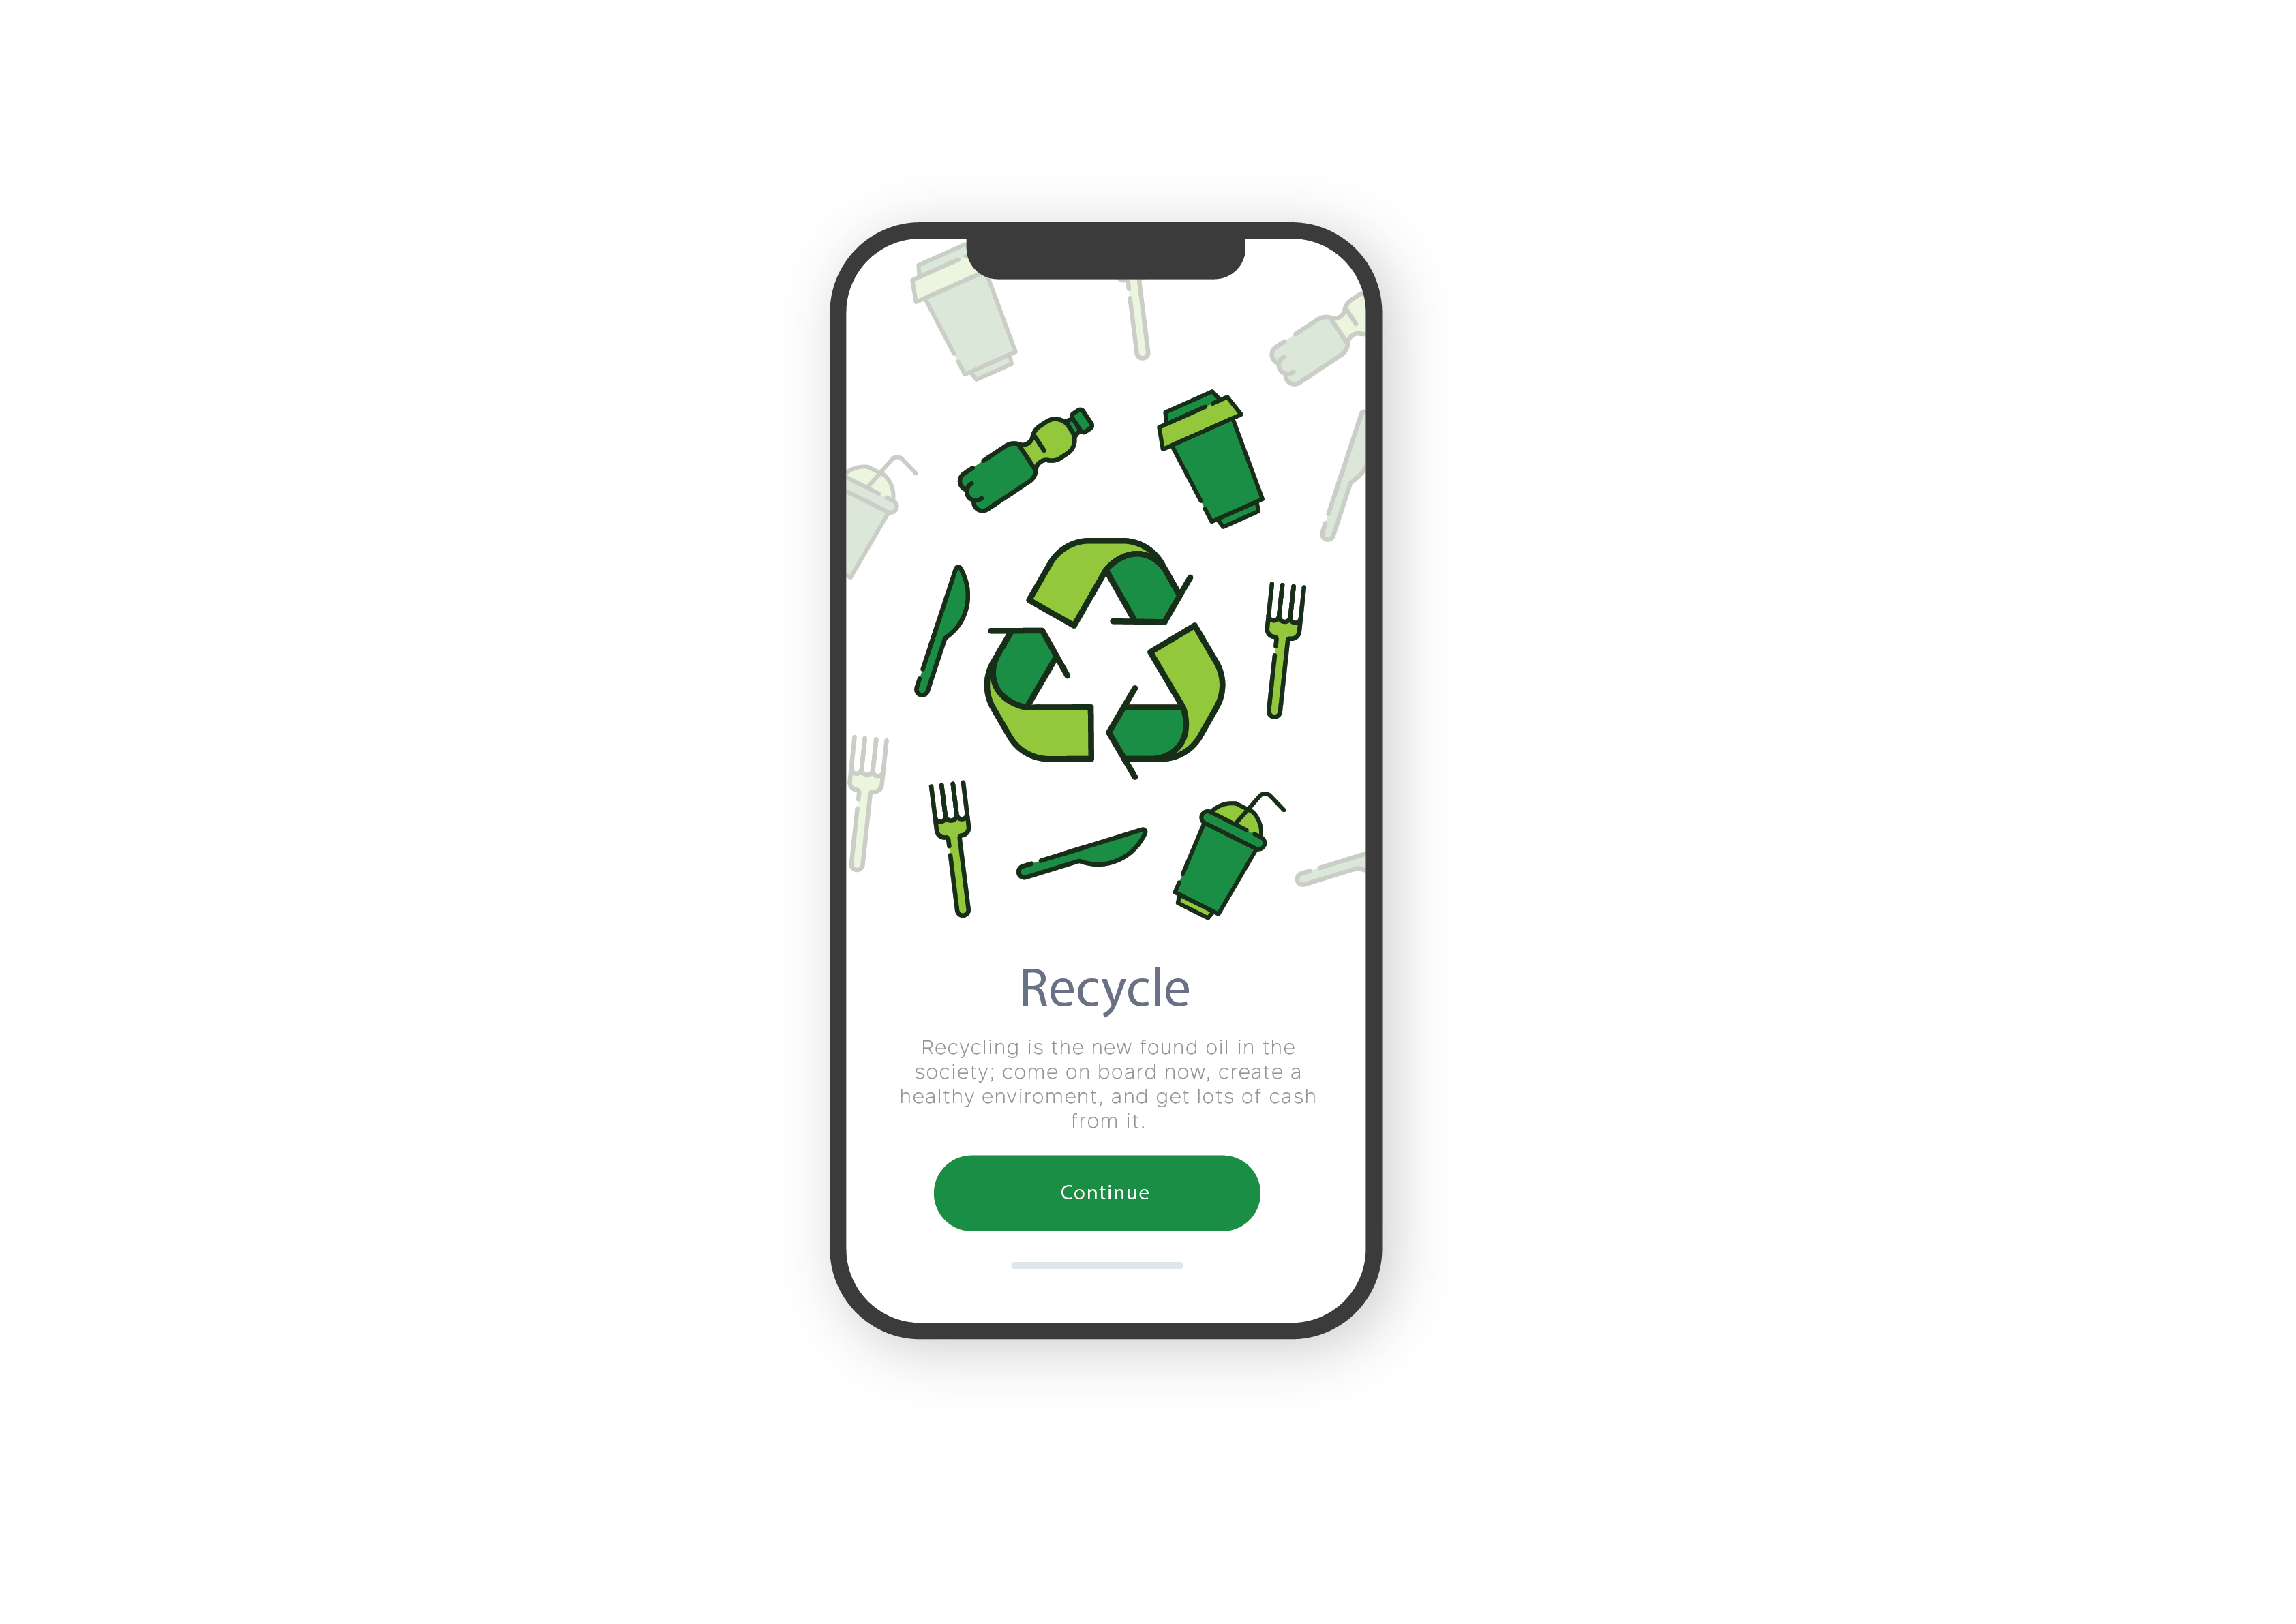 Recycle
Recycling is the new found oil in the
society; come on board now, create a
healthy enviroment, and get lots of cash
from it.
Continue